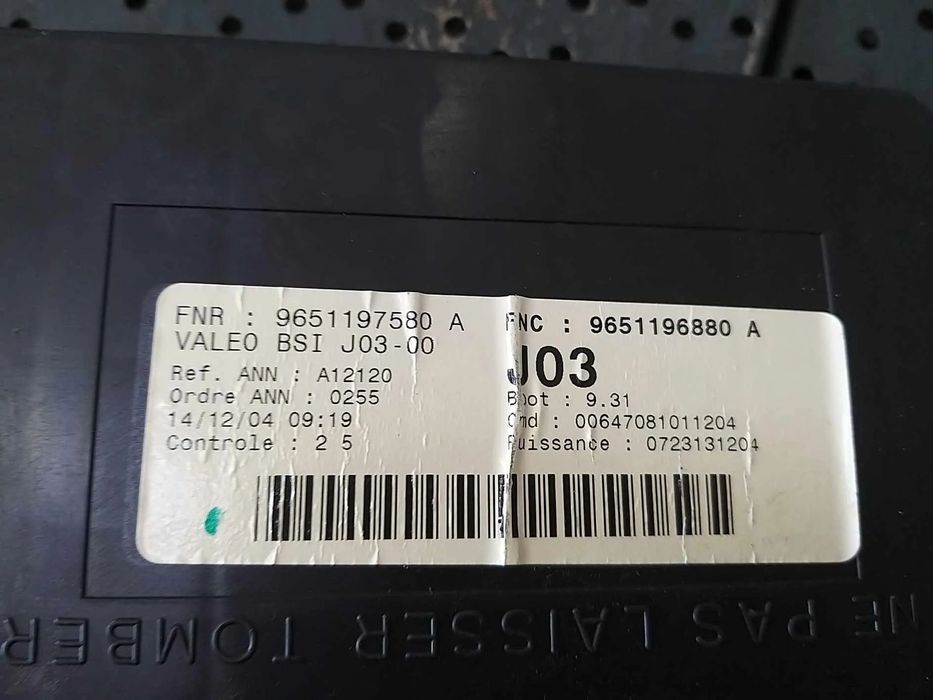 FNR : 9651197580 A
VALEO BSI J03-00
Ref. ANN : A12120
Ordre ANN : 0255
14/12/04 09:19
Controle : 2 5
FNC : 9651196880 A
J03
Boot : 9.31
Cmd : 00647081011204
Puissance : 0723131204
NE PAS LAISSER TOMBER